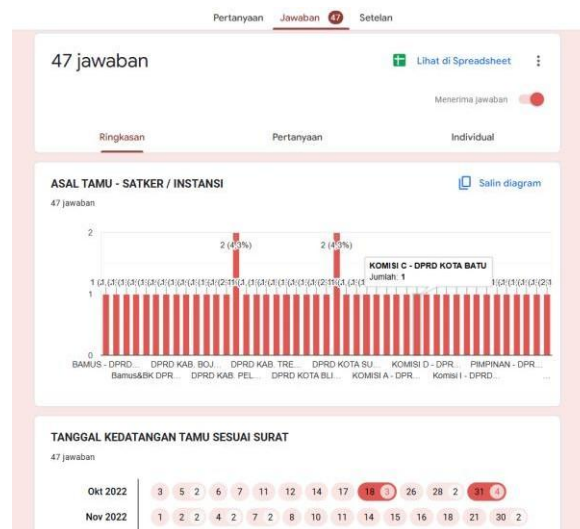 Pertanyaan Jawaban 47 Setelan
47 jawaban
Lihat di Spreadsheet
Menerima jawaban
Ringkasan Pertanyaan Individual
ASAL TAMU - SATKER / INSTANSI
Salin diagram
47 jawaban
2
2 (4,3%) 2 (4,3%)
KOMISI C - DPRD KOTA BATU
Jumlah: 1
1
0
BAMUS - DPRD... DPRD KAB. BOJ... DPRD KAB. TRE... DPRD KOTA SU... KOMISI D - DPR... PIMPINAN - DPR...
Bamus&BK DPR... DPRD KAB. PEL... DPRD KOTA BLI... KOMISI A - DPR... Komisi I - DPRD... ...
TANGGAL KEDATANGAN TAMU SESUAI SURAT
47 jawaban
Okt 2022 3 5 2 6 7 11 12 14 17 18 3 26 28 2 31 4
Nov 2022 1 2 2 4 2 7 2 8 10 11 14 15 16 18 21 30 2